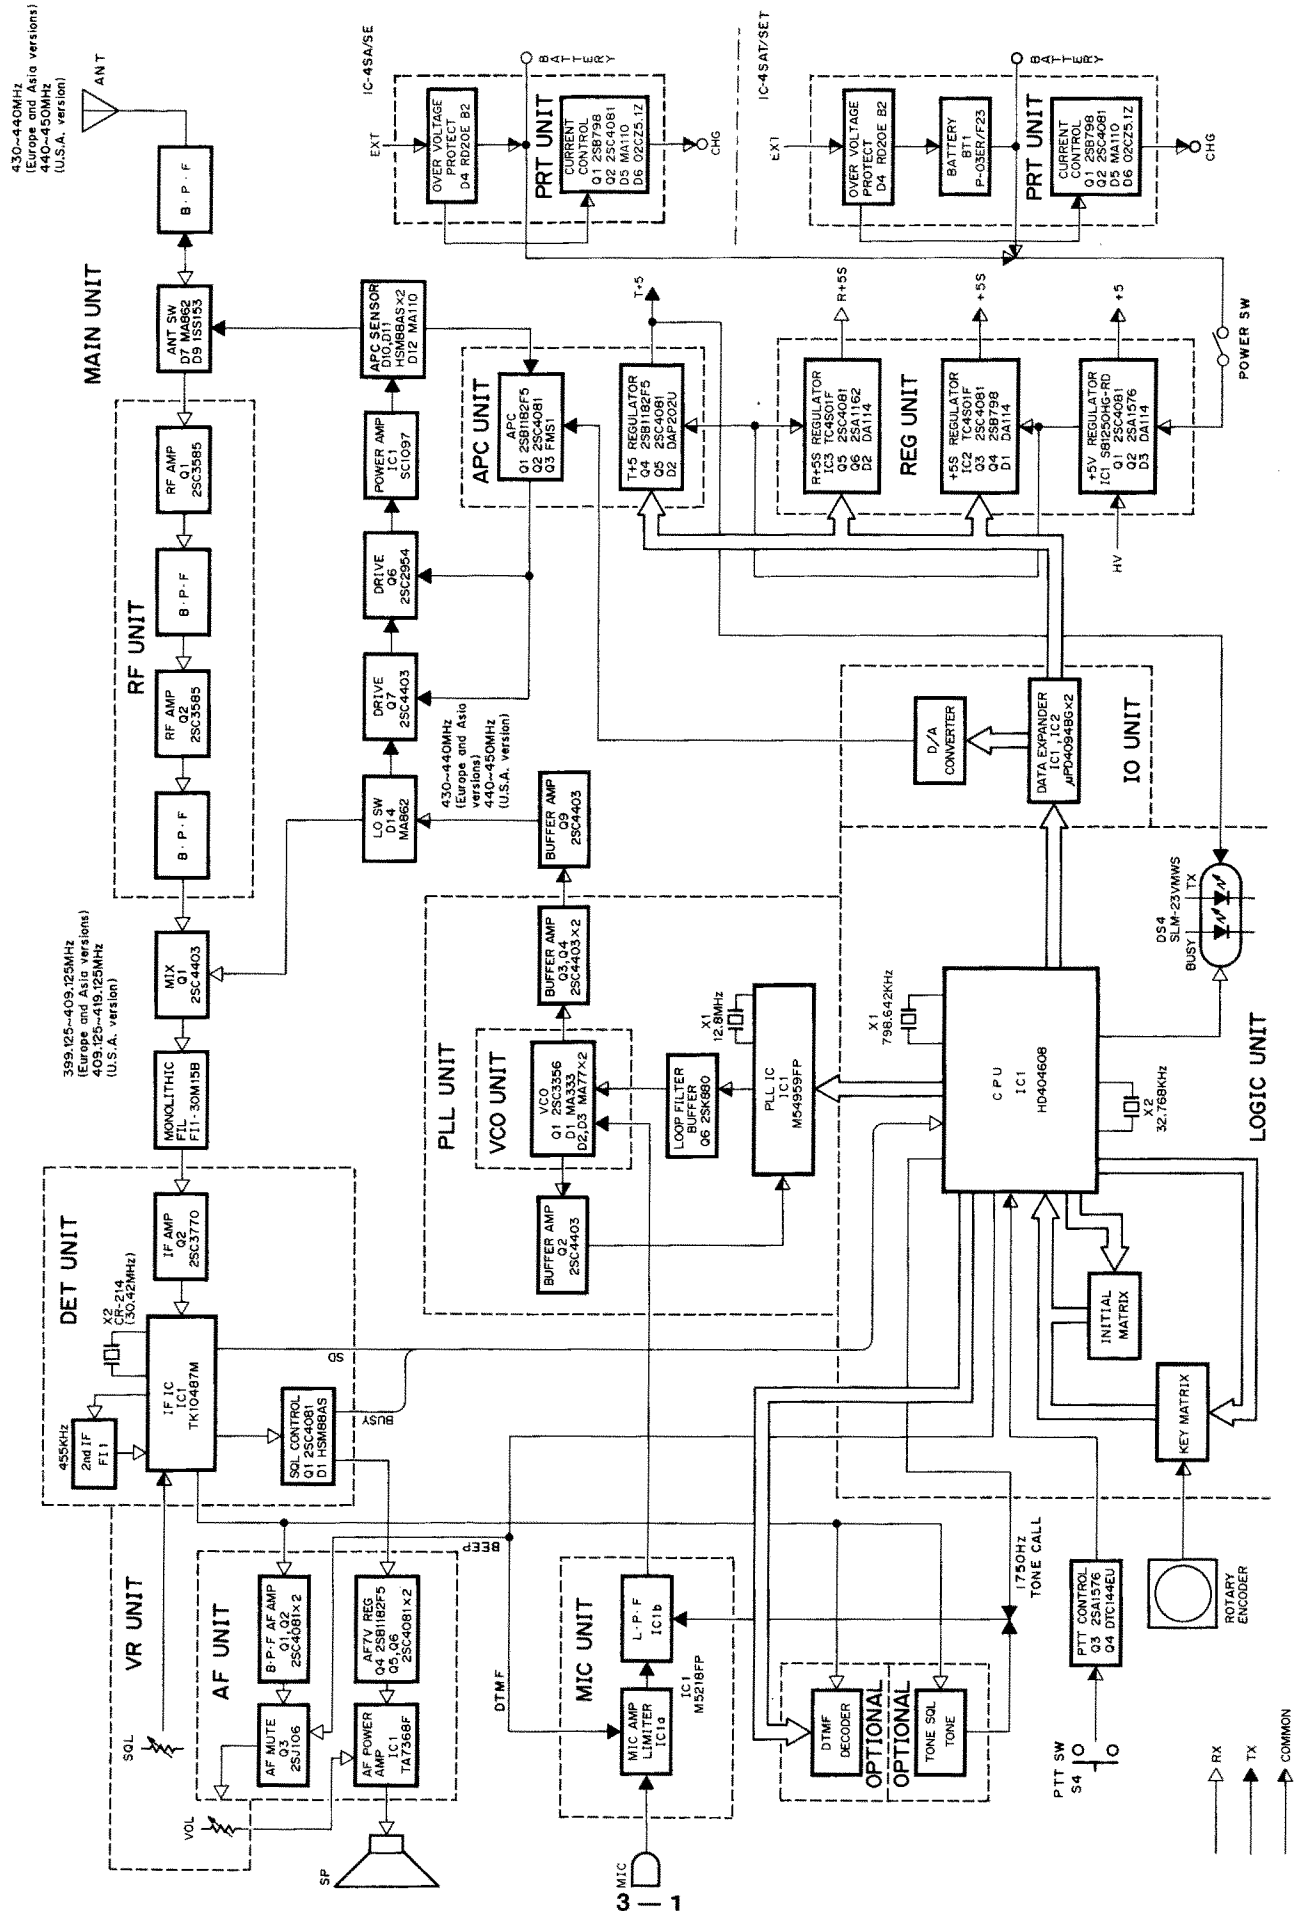 430~440MHz
(Europe and Asia versions)
440~450MHz
(U.S.A. version)
ANT
B·P·F
MAIN UNIT
ANT SW
D7 MA862
D9 1SS153
RF UNIT
RF AMP
Q1
2SC3585
B·P·F
RF AMP
Q2
2SC3585
B·P·F
399.125~409.125MHz
(Europe and Asia versions)
409.125~419.125MHz
(U.S.A. version)
MIX
Q1
2SC4403
MONOLITHIC
FIL
FI1-30M15B
DET UNIT
IF AMP
Q2
2SC3770
X2
CR-214
(30.42MHz)
IF IC
IC1
TK10487M
455KHz
2nd IF
FI1
SQL CONTROL
Q1 2SC4081
D1 HSM88AS
SD
BUSY
VR UNIT
SQL
VOL
AF UNIT
B·P·F AF AMP
Q1,Q2
2SC4081×2
AF MUTE
Q3
2SJ106
AF7V REG
Q4 2SB1182F5
Q5,Q6
2SC4081×2
AF POWER
AMP
IC1
TA7368F
SP
BEEP
APC SENSOR
D10,D11
HSM88AS×2
D12 MA110
POWER AMP
IC1
SC1097
DRIVE
Q6
2SC2954
DRIVE
Q7
2SC4403
LO SW
D14
MA862
430~440MHz
(Europe and Asia
versions)
440~450MHz
(U.S.A. version)
BUFFER AMP
Q9
2SC4403
PLL UNIT
BUFFER AMP
Q3,Q4
2SC4403×2
VCO UNIT
VCO
Q1 2SC3356
D1 MA333
D2,D3 MA77×2
BUFFER AMP
Q2
2SC4403
LOOP FILTER
BUFFER
Q6 2SK880
X1
12.8MHz
PLL IC
IC1
M54959FP
DTMF
MIC UNIT
L·P·F
IC1b
MIC AMP
LIMITER
IC1a
IC1
M5218FP
MIC
IC-4SA/SE
EXT
OVER VOLTAGE
PROTECT
D4 RD20E B2
PRT UNIT
CURRENT
CONTROL
Q1 2SB798
Q2 2SC4081
D5 MA110
D6 02CZ5.1Z
BATTERY
CHG
IC-4SAT/SET
EXT
OVER VOLTAGE
PROTECT
D4 RD20E B2
BATTERY
BT1
P-03ER/F23
PRT UNIT
CURRENT
CONTROL
Q1 2SB798
Q2 2SC4081
D5 MA110
D6 02CZ5.1Z
BATTERY
CHG
APC UNIT
APC
Q1 2SB1182F5
Q2 2SC4081
Q3 FMS1
T+5 REGULATOR
Q4 2SB1182F5
Q5 2SC4081
D2 DAP202U
T+5
REG UNIT
R+5S REGULATOR
IC3 TC4S01F
Q5 2SC4081
Q6 2SA1162
D2 DA114
R+5S
+5S REGULATOR
IC2 TC4S01F
Q3 2SC4081
Q4 2SB798
D1 DA114
+5S
+5V REGULATOR
IC1 S8125OHG-RD
Q1 2SC4081
Q2 2SA1576
D3 DA114
+5
HV
POWER SW
IO UNIT
D/A
CONVERTER
DATA EXPANDER
IC1, IC2
μPD4094BG×2
LOGIC UNIT
DS4
SLM-23VMWS
BUSY
TX
X1
798.642KHz
CPU
IC1
HD404608
X2
32.768KHz
INITIAL
MATRIX
KEY MATRIX
ROTARY
ENCODER
PTT CONTROL
Q3 2SA1576
Q4 DTC144EU
PTT SW
S4
1750Hz
TONE CALL
DTMF
DECODER
OPTIONAL
OPTIONAL
TONE SQL
TONE
RX
TX
COMMON
3 — 1